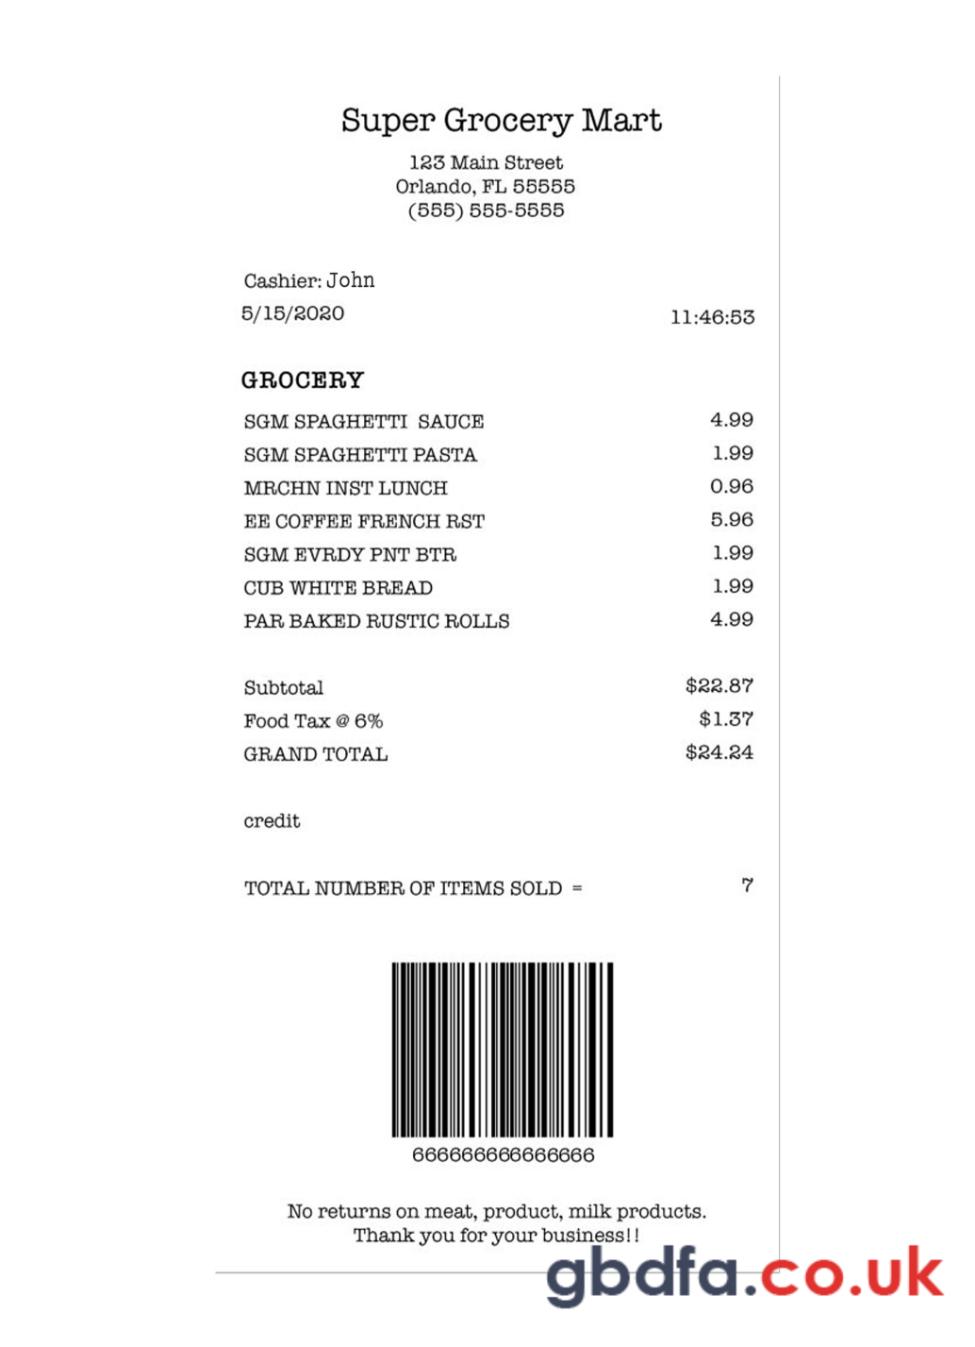 Super Grocery Mart
123 Main Street
Orlando, FL 55555
(555) 555-5555
Cashier: John
5/15/2020 11:46:53
GROCERY
SGM SPAGHETTI SAUCE 4.99
SGM SPAGHETTI PASTA 1.99
MRCHN INST LUNCH 0.96
EE COFFEE FRENCH RST 5.96
SGM EVRDY PNT BTR 1.99
CUB WHITE BREAD 1.99
PAR BAKED RUSTIC ROLLS 4.99
Subtotal $22.87
Food Tax @ 6% $1.37
GRAND TOTAL $24.24
credit
TOTAL NUMBER OF ITEMS SOLD = 7
666666666666666
No returns on meat, product, milk products.
Thank you for your business!!
gbdfa.co.uk